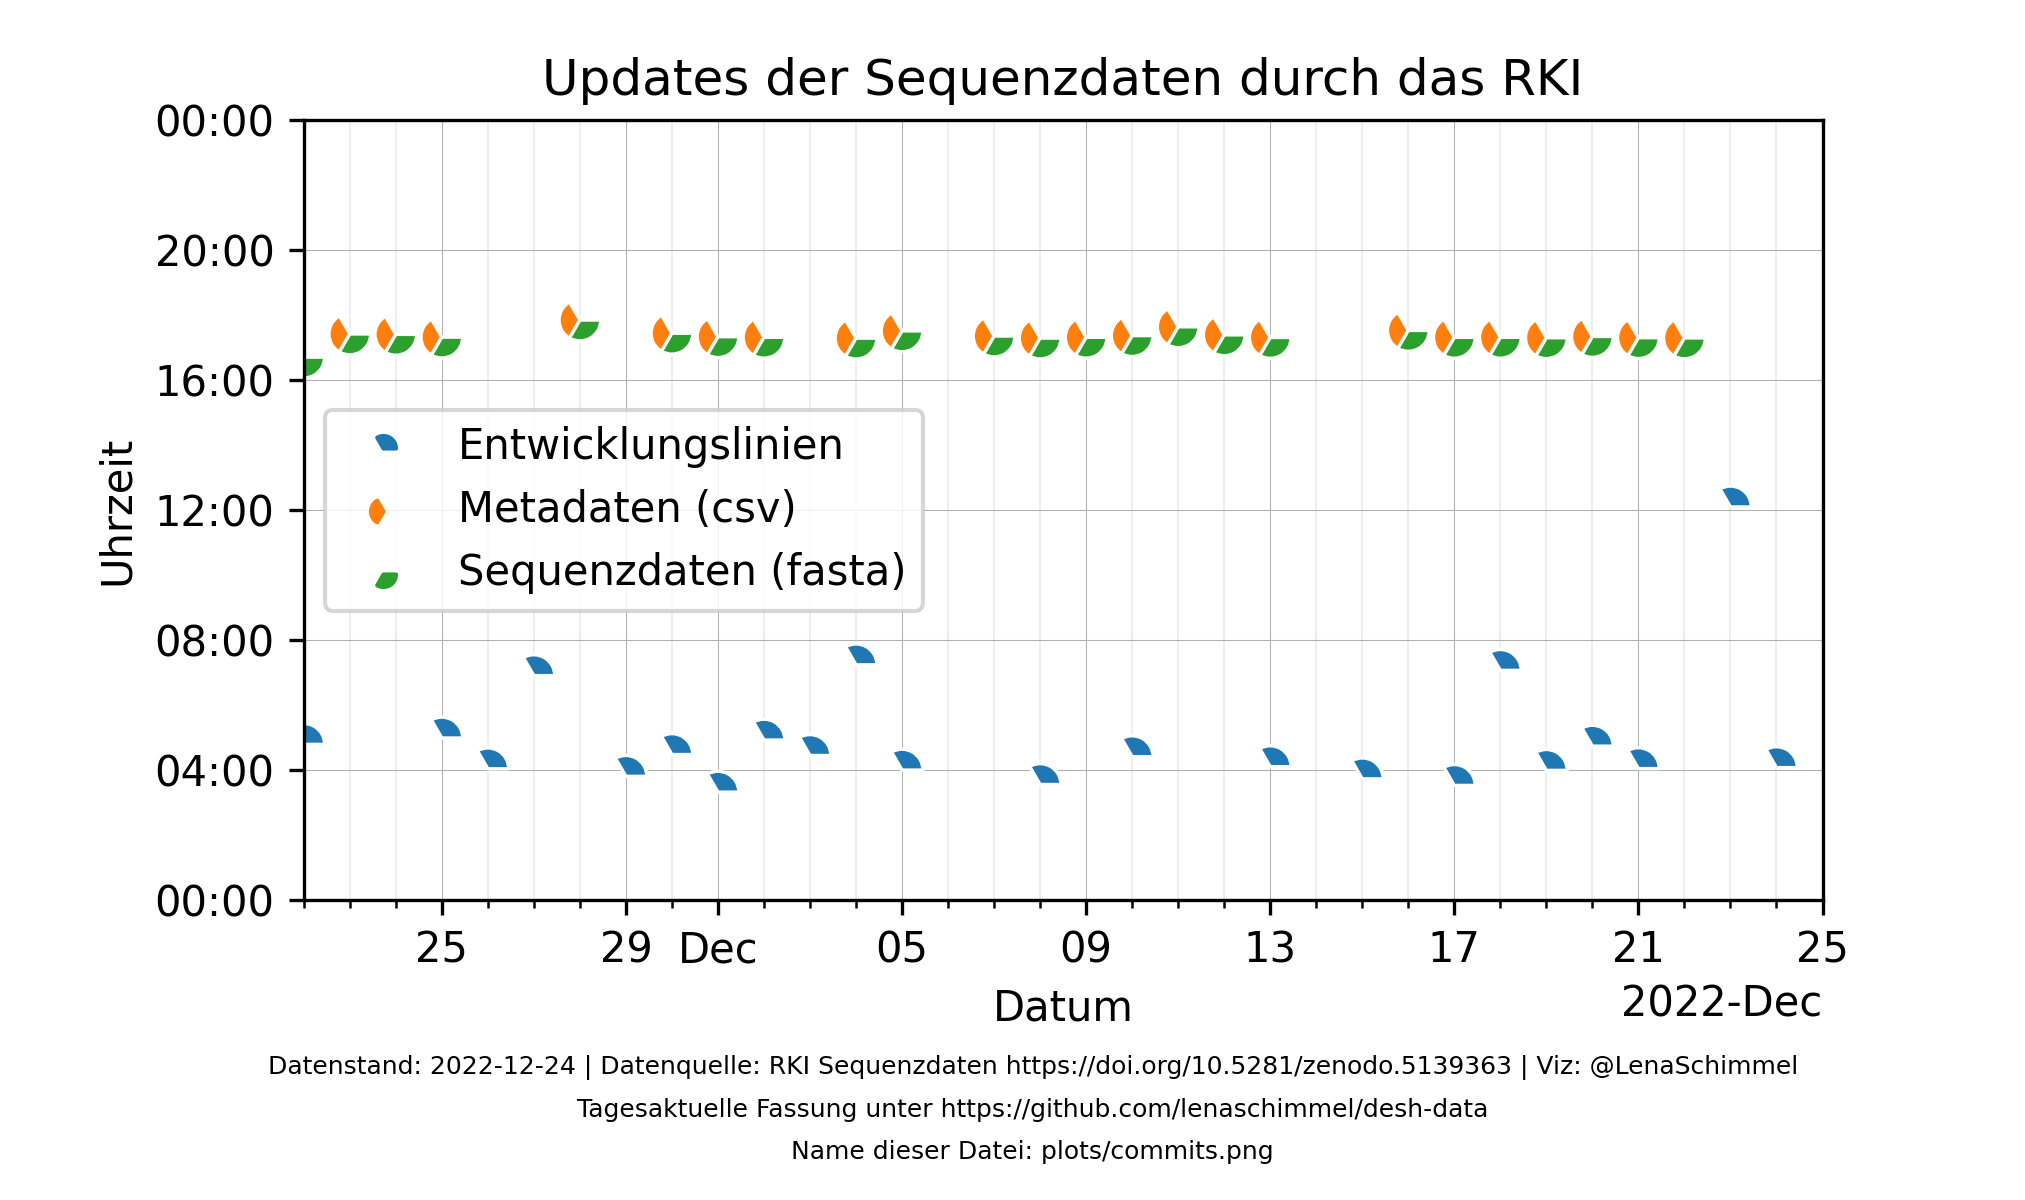 Updates der Sequenzdaten durch das RKI
00:00
20:00
16:00
12:00
08:00
04:00
00:00
Uhrzeit
Entwicklungslinien
Metadaten (csv)
Sequenzdaten (fasta)
25 29 Dec 05 09 13 17 21 25
Datum
2022-Dec
Datenstand: 2022-12-24 | Datenquelle: RKI Sequenzdaten https://doi.org/10.5281/zenodo.5139363 | Viz: @LenaSchimmel
Tagesaktuelle Fassung unter https://github.com/lenaschimmel/desh-data
Name dieser Datei: plots/commits.png